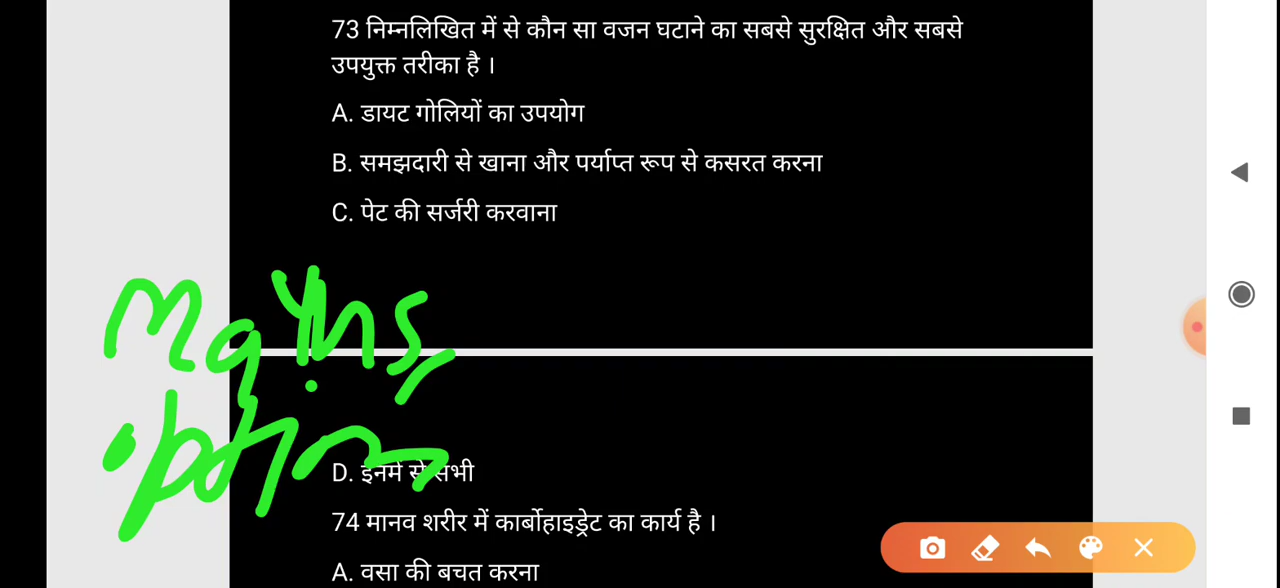 73 निम्नलिखित में से कौन सा वजन घटाने का सबसे सुरक्षित और सबसे
उपयुक्त तरीका है ।
A. डायट गोलियों का उपयोग
B. समझदारी से खाना और पर्याप्त रूप से कसरत करना
C. पेट की सर्जरी करवाना
Maths
option
D. इनमें से सभी
74 मानव शरीर में कार्बोहाइड्रेट का कार्य है ।
A. वसा की बचत करना